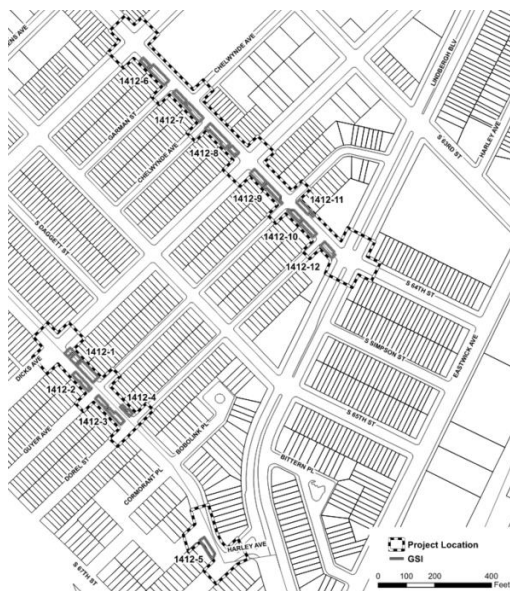 CHELWYNDE AVE
LINDBERGH BLV
1412-6
GARMAN ST
1412-7
S 63RD ST
HARLEY AVE
CHELWYNDE AVE
1412-8
1412-9
1412-11
S DAGGETT ST
1412-10
1412-12
S 64TH ST
S SIMPSON ST
EASTWICK AVE
DICKS AVE
1412-1
1412-2
1412-4
1412-3
S 65TH ST
GUYER AVE
BOBOLINK PL
DOREL ST
BITTERN PL
CORMORANT PL
1412-5
HARLEY AVE
S 67TH ST
Project Location
GSI
0 100 200 300 400
Feet